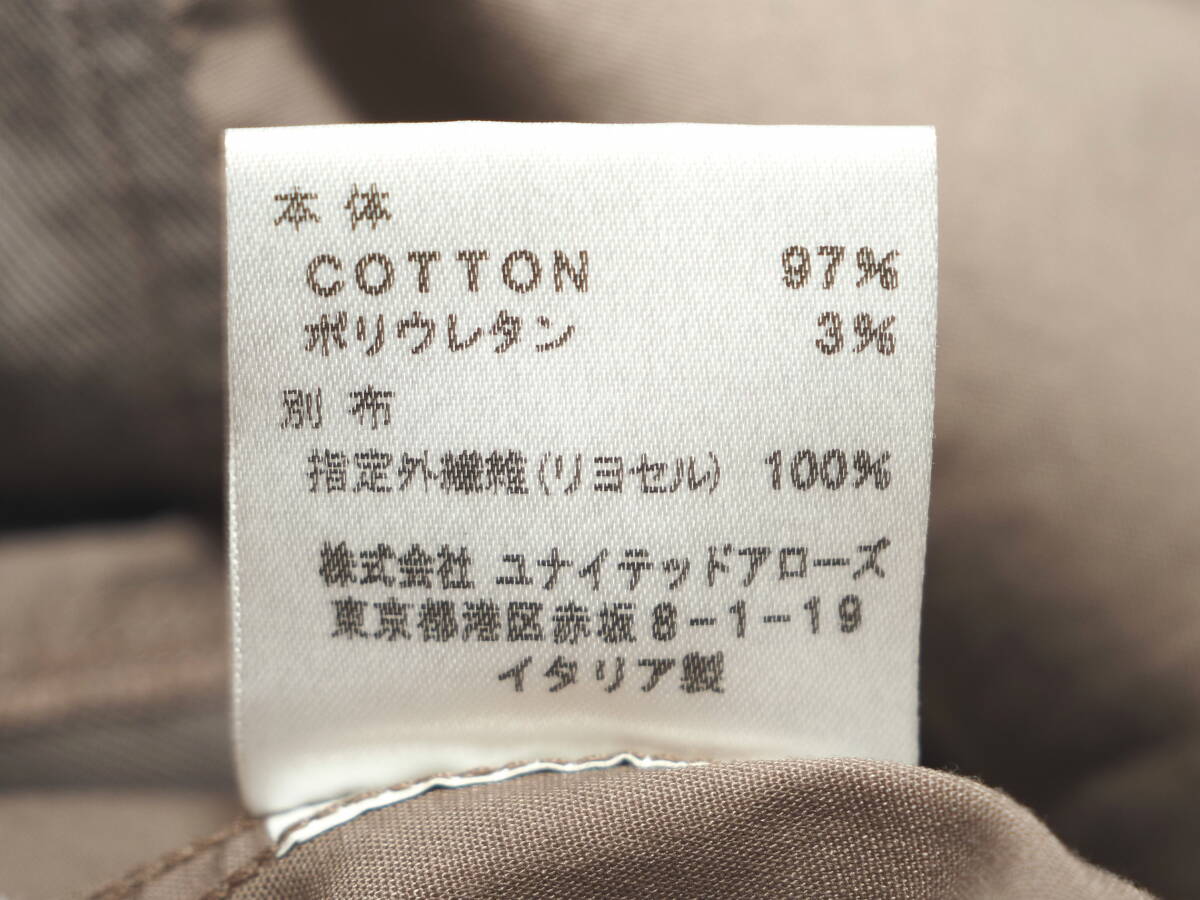 本体
COTTON 97%
ポリウレタン 3%
別布
指定外繊維(リヨセル) 100%
株式会社 ユナイテッドアローズ
東京都港区赤坂8-1-19
イタリア製